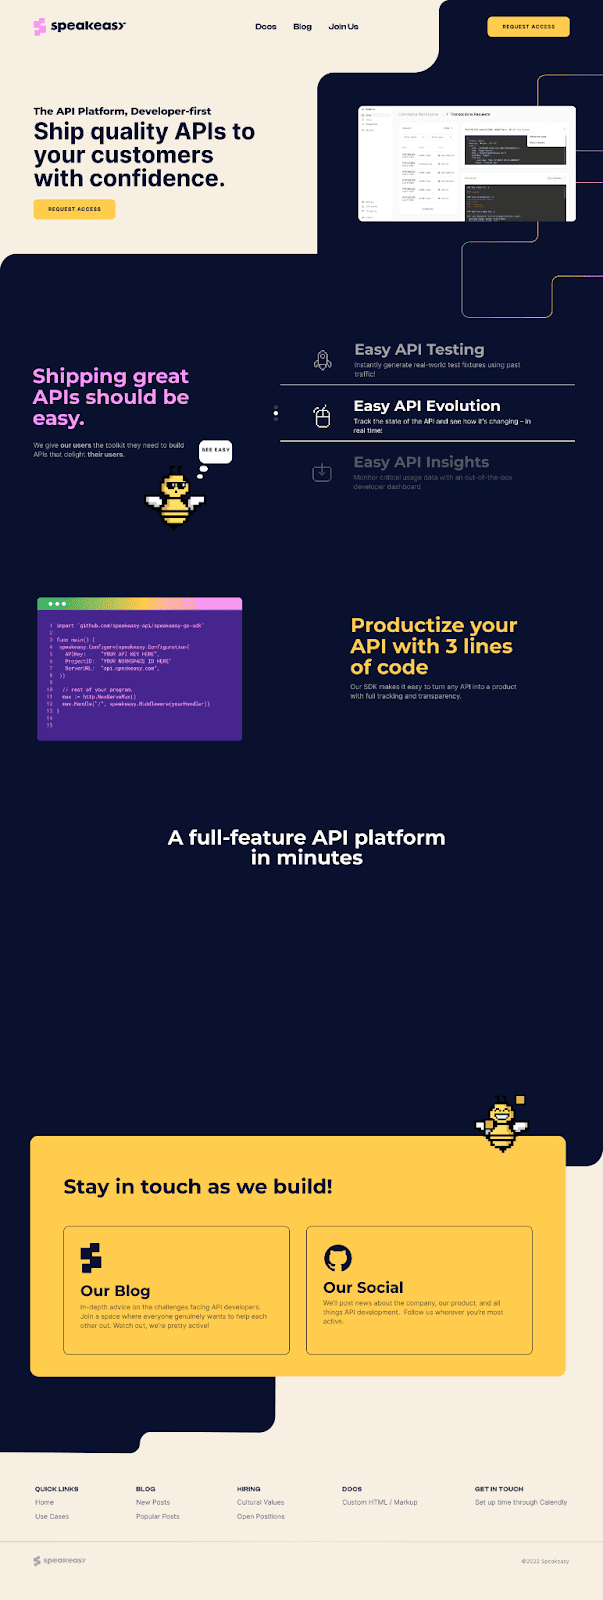 speakeasy
Docs Blog Join Us
REQUEST ACCESS
The API Platform, Developer-first
Ship quality APIs to
your customers
with confidence.
REQUEST ACCESS
Shipping great
APIs should be
easy.
We give our users the toolkit they need to build
APIs that delight their users.
SEE EASY
Easy API Testing
Instantly generate real-world test fixtures using past
traffic!
Easy API Evolution
Track the state of the API and see how it's changing – in
real time!
Easy API Insights
Monitor critical usage data with an out-of-the-box
developer dashboard
1 import "github.com/speakeasy-api/speakeasy-go-sdk"
2
3 func main() {
4 speakeasy.Configure(speakeasy.Configuration{
5 APIKey: "YOUR API KEY HERE",
6 ProjectID: "YOUR WORKSPACE ID HERE"
7 ServerURL: "api.speakeasy.com",
8 })
9
10 // rest of your program.
11 mux := http.NewServeMux()
12 mux.Handle("/", speakeasy.Middleware(yourHandler))
13 }
14
15
Productize your
API with 3 lines
of code
Our SDK makes it easy to turn any API into a product
with full tracking and transparency.
A full-feature API platform
in minutes
Stay in touch as we build!
Our Blog
In-depth advice on the challenges facing API developers.
Join a space where everyone genuinely wants to help each
other out. Watch out, we're pretty active!
Our Social
We'll post news about the company, our product, and all
things API development. Follow us wherever you're most
active.
QUICK LINKS
Home
Use Cases
BLOG
New Posts
Popular Posts
HIRING
Cultural Values
Open Positions
DOCS
Custom HTML / Markup
GET IN TOUCH
Set up time through Calendly
speakeasy
©2022 Speakeasy